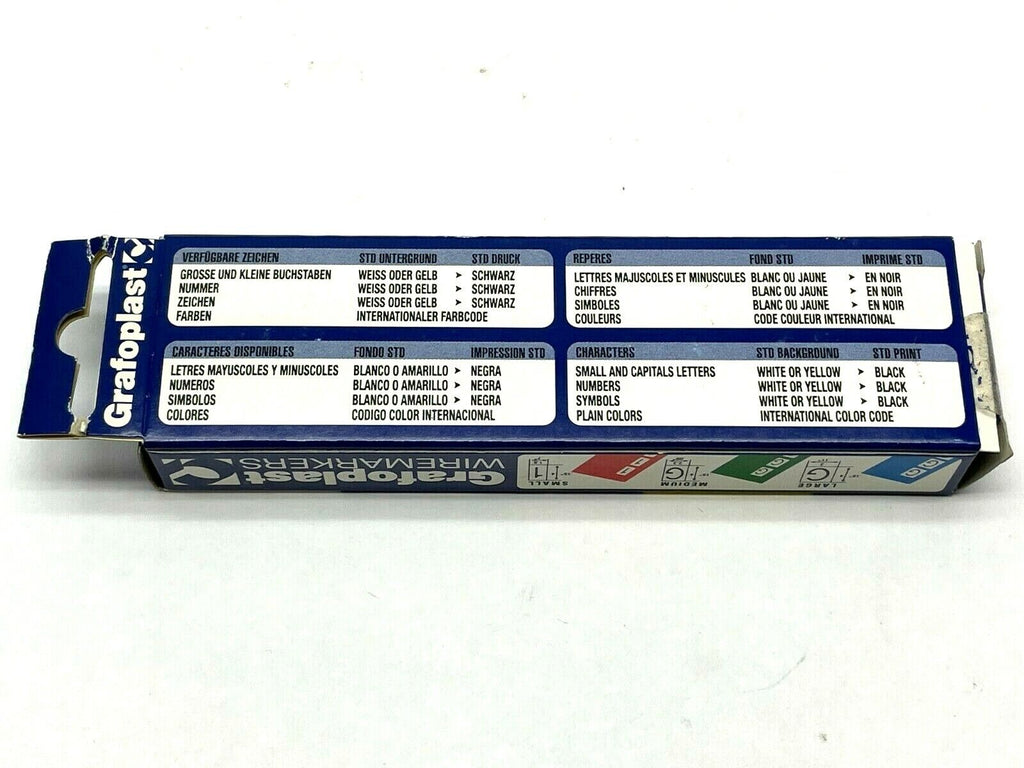 Grafoplast
VERFÜGBARE ZEICHEN STD UNTERGRUND STD DRUCK
GROSSE UND KLEINE BUCHSTABEN WEISS ODER GELB ➤ SCHWARZ
NUMMER WEISS ODER GELB ➤ SCHWARZ
ZEICHEN WEISS ODER GELB ➤ SCHWARZ
FARBEN INTERNATIONALER FARBCODE
REPERES FOND STD IMPRIME STD
LETTRES MAJUSCOLES ET MINUSCULES BLANC OU JAUNE ➤ EN NOIR
CHIFFRES BLANC OU JAUNE ➤ EN NOIR
SIMBOLES BLANC OU JAUNE ➤ EN NOIR
COULEURS CODE COULEUR INTERNATIONAL
CARACTERES DISPONIBLES FONDO STD IMPRESSION STD
LETRES MAYUSCOLES Y MINUSCOLES BLANCO O AMARILLO ➤ NEGRA
NUMEROS BLANCO O AMARILLO ➤ NEGRA
SIMBOLOS BLANCO O AMARILLO ➤ NEGRA
COLORES CODIGO COLOR INTERNACIONAL
CHARACTERS STD BACKGROUND STD PRINT
SMALL AND CAPITALS LETTERS WHITE OR YELLOW ➤ BLACK
NUMBERS WHITE OR YELLOW ➤ BLACK
SYMBOLS WHITE OR YELLOW ➤ BLACK
PLAIN COLORS INTERNATIONAL COLOR CODE
Grafoplast
WIREMARKERS
SMALL
1
MEDIUM
G
LARGE
G